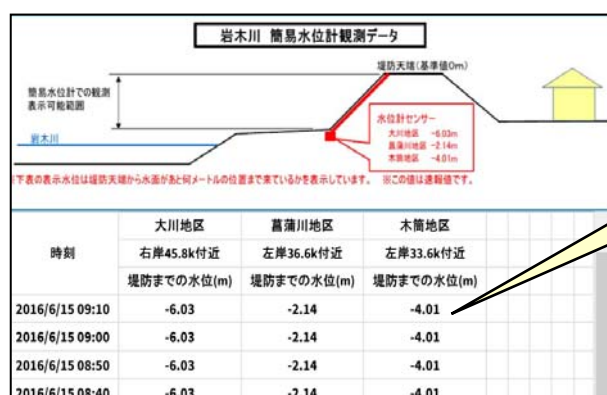 岩木川 簡易水位計観測データ
堤防天端(基準値0m)
簡易水位計での観測
表示可能範囲
岩木川
水位計センサー
大川地区 -6.03m
菖蒲川地区 -2.14m
木筒地区 -4.01m
下表の表示水位は堤防天端から水面があと何メートルの位置まで来ているかを表示しています。 ※この値は速報値です。
時刻 大川地区 菖蒲川地区 木筒地区
右岸45.8k付近 左岸36.6k付近 左岸33.6k付近
堤防までの水位(m) 堤防までの水位(m) 堤防までの水位(m)
2016/6/15 09:10 -6.03 -2.14 -4.01
2016/6/15 09:00 -6.03 -2.14 -4.01
2016/6/15 08:50 -6.03 -2.14 -4.01
2016/6/15 08:40 -6.03 -2.14 -4.01